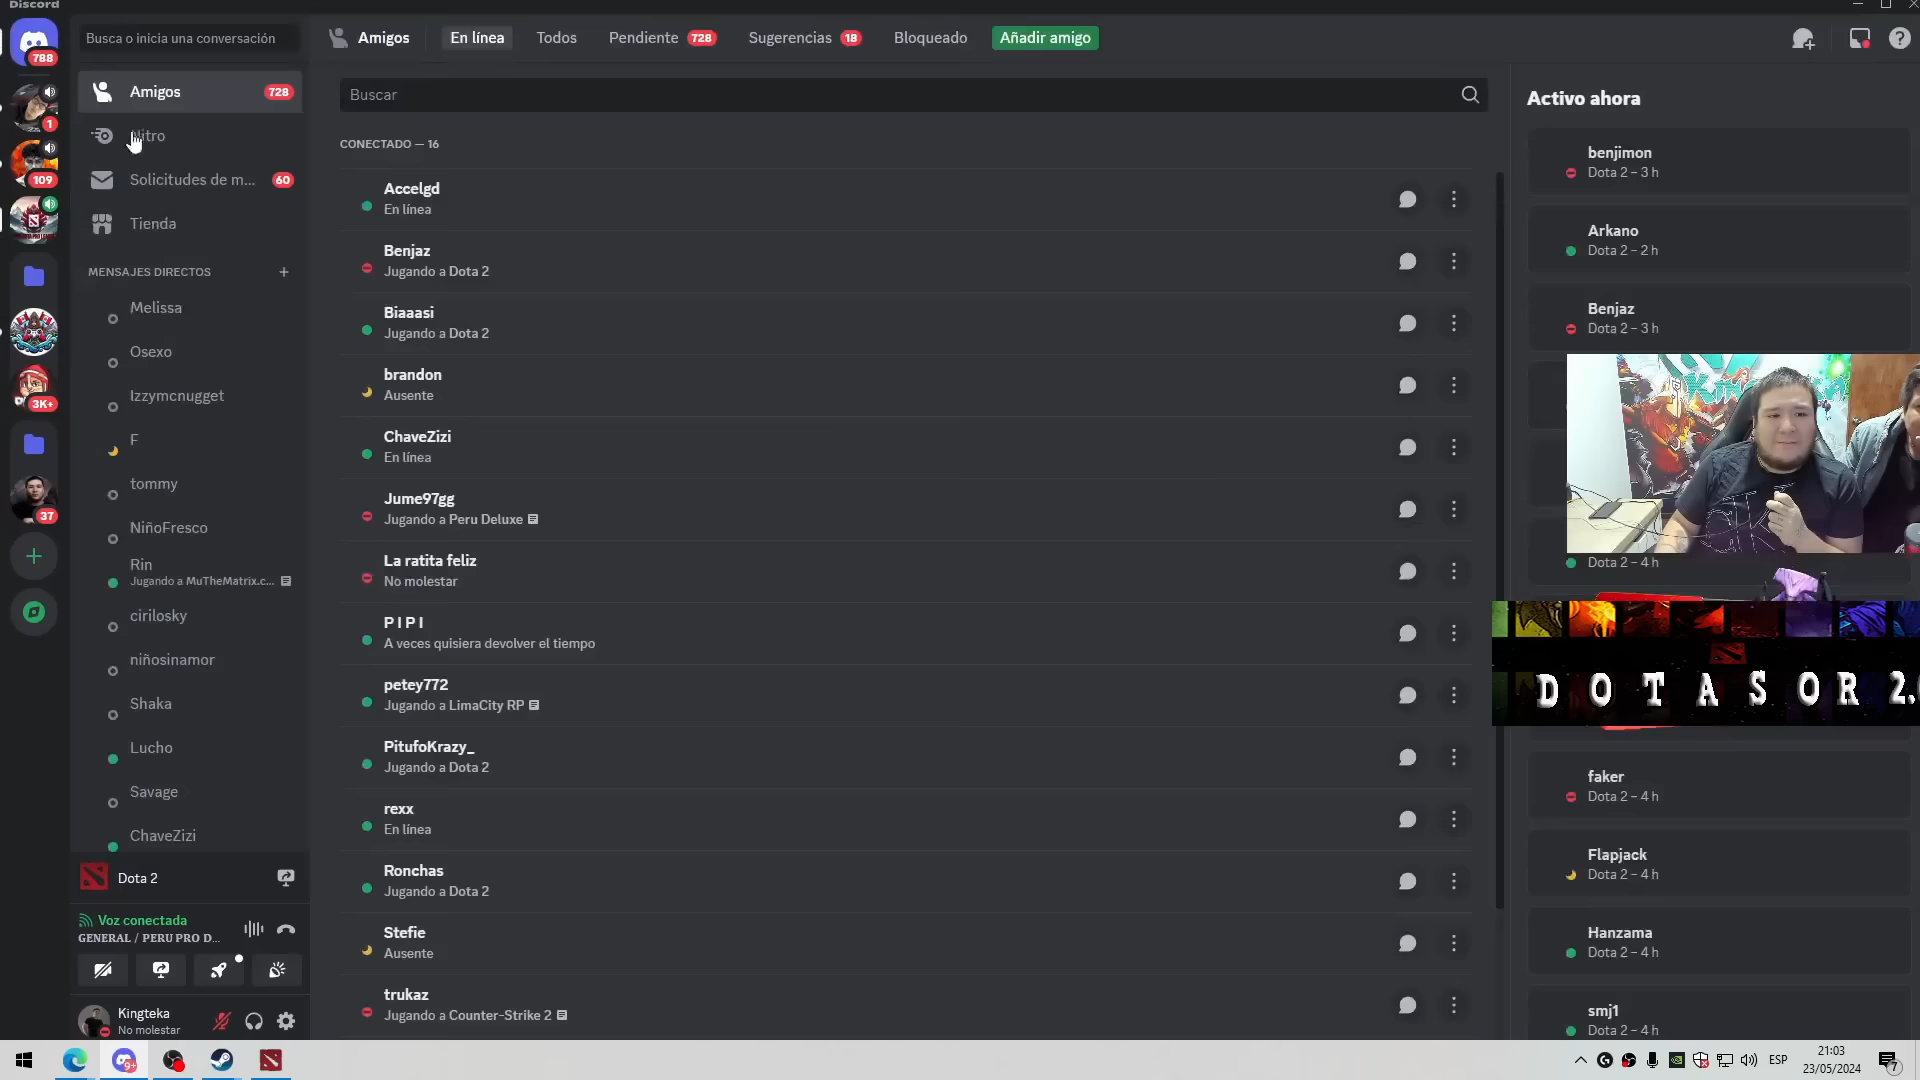 Discord
Busca o inicia una conversación
Amigos
En línea
Todos
Pendiente 728
Sugerencias 18
Bloqueado
Añadir amigo
788
1
109
3K+
37
Amigos 728
Nitro
Solicitudes de m... 60
Tienda
MENSAJES DIRECTOS +
Melissa
Osexo
Izzymcnugget
F
tommy
NiñoFresco
Rin
Jugando a MuTheMatrix.c...
cirilosky
niñosinamor
Shaka
Lucho
Savage
ChaveZizi
Dota 2
Voz conectada
GENERAL / PERU PRO D...
Kingteka
No molestar
Buscar
CONECTADO — 16
Accelgd
En línea
Benjaz
Jugando a Dota 2
Biaaasi
Jugando a Dota 2
brandon
Ausente
ChaveZizi
En línea
Jume97gg
Jugando a Peru Deluxe
La ratita feliz
No molestar
P I P I
A veces quisiera devolver el tiempo
petey772
Jugando a LimaCity RP
PitufoKrazy_
Jugando a Dota 2
rexx
En línea
Ronchas
Jugando a Dota 2
Stefie
Ausente
trukaz
Jugando a Counter-Strike 2
Activo ahora
benjimon
Dota 2 – 3 h
Arkano
Dota 2 – 2 h
Benjaz
Dota 2 – 3 h
Dota 2 – 4 h
DOTASOR 2.
faker
Dota 2 – 4 h
Flapjack
Dota 2 – 4 h
Hanzama
Dota 2 – 4 h
smj1
Dota 2 – 4 h
9+
ESP
21:03
23/05/2024
7